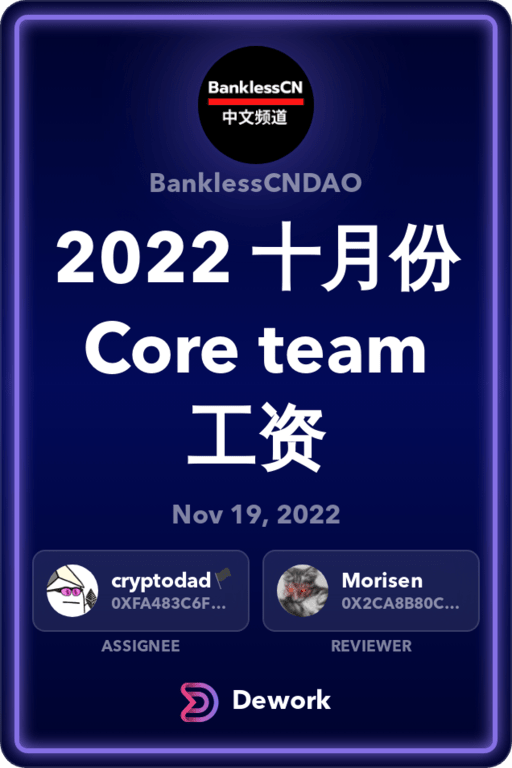 BanklessCN
中文频道
BanklessCNDAO
2022 十月份
Core team
工资
Nov 19, 2022
cryptodad🏴
0XFA483C6F...
Morisen
0X2CA8B80C...
ASSIGNEE
REVIEWER
Dework